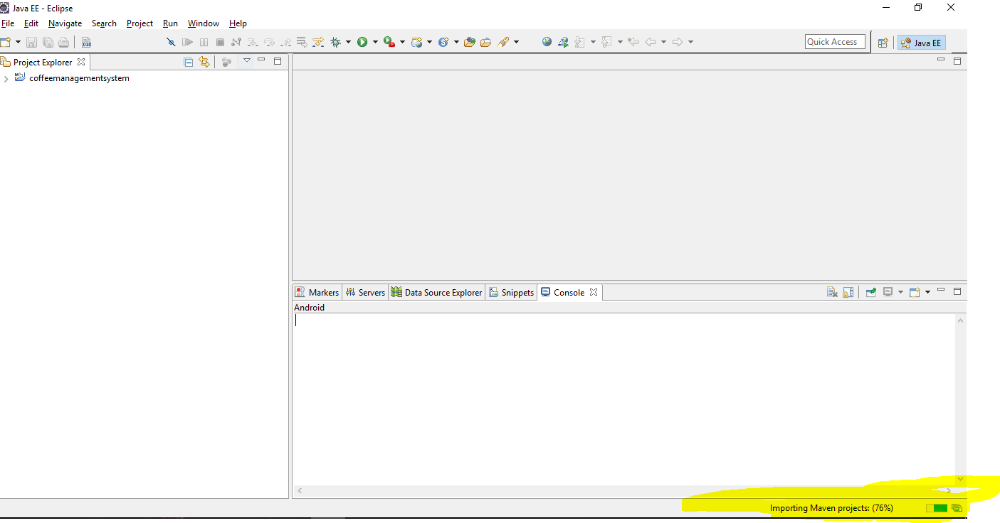 Java EE - Eclipse
File Edit Navigate Search Project Run Window Help
010
Quick Access
Java EE
Project Explorer
coffeemanagementsystem
Markers Servers Data Source Explorer Snippets Console
Android
Importing Maven projects: (76%)